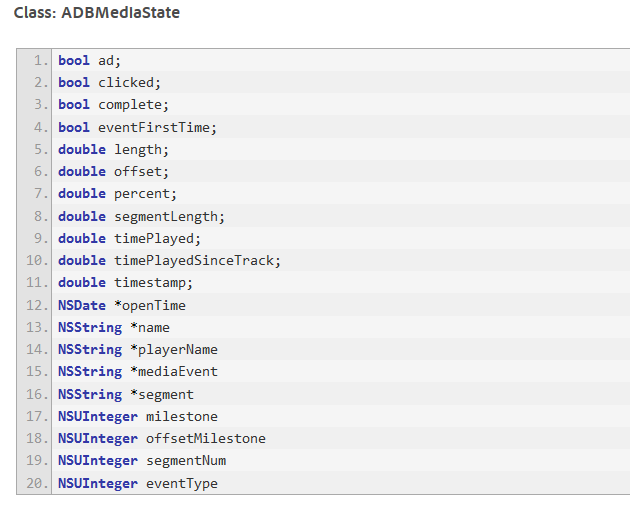 Class: ADBMediaState
1. bool ad;
2. bool clicked;
3. bool complete;
4. bool eventFirstTime;
5. double length;
6. double offset;
7. double percent;
8. double segmentLength;
9. double timePlayed;
10. double timePlayedSinceTrack;
11. double timestamp;
12. NSDate *openTime
13. NSString *name
14. NSString *playerName
15. NSString *mediaEvent
16. NSString *segment
17. NSUInteger milestone
18. NSUInteger offsetMilestone
19. NSUInteger segmentNum
20. NSUInteger eventType